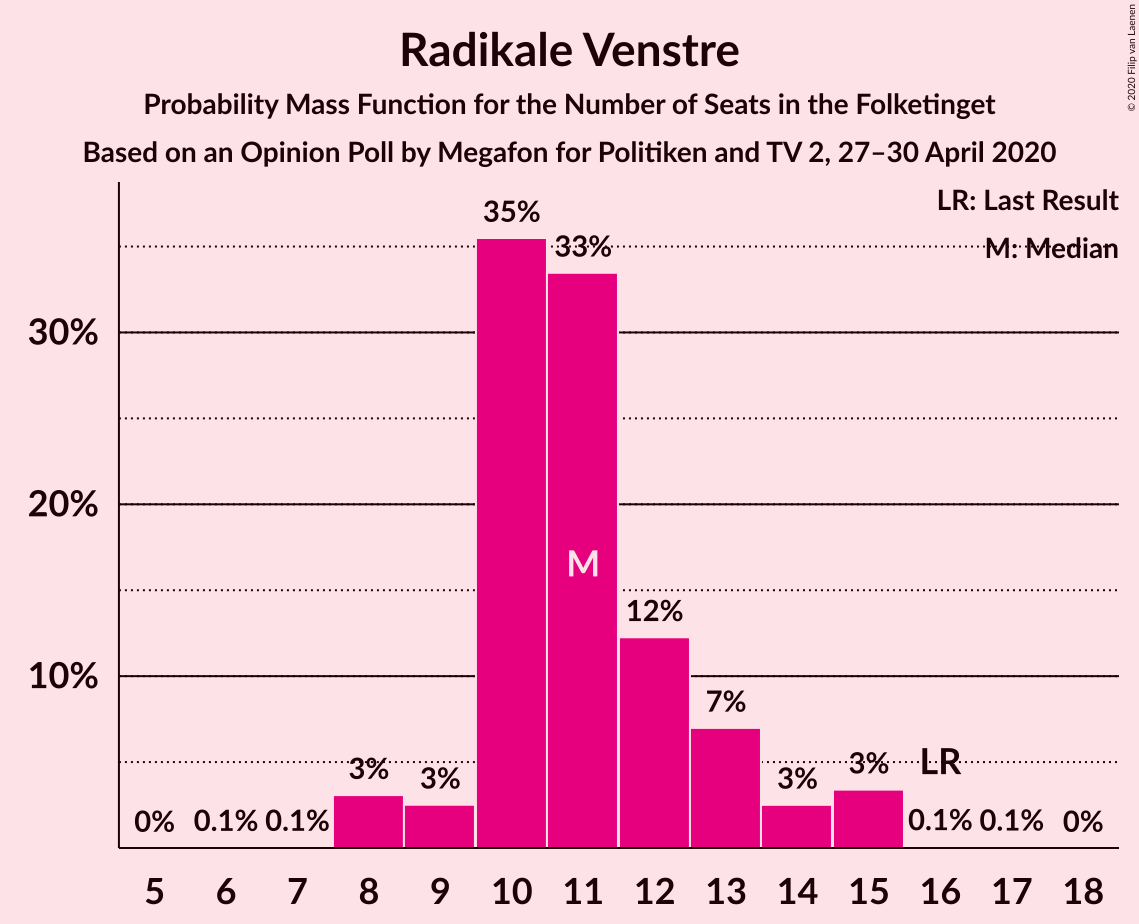 Radikale Venstre
Probability Mass Function for the Number of Seats in the Folketinget
Based on an Opinion Poll by Megafon for Politiken and TV 2, 27–30 April 2020
© 2020 Filip van Laenen
LR: Last Result
M: Median
35%
33%
30%
20%
M
12%
10%
7%
3%
3%
3%
3%
LR
0%
0.1%
0.1%
0.1%
0.1%
0%
5 6 7 8 9 10 11 12 13 14 15 16 17 18